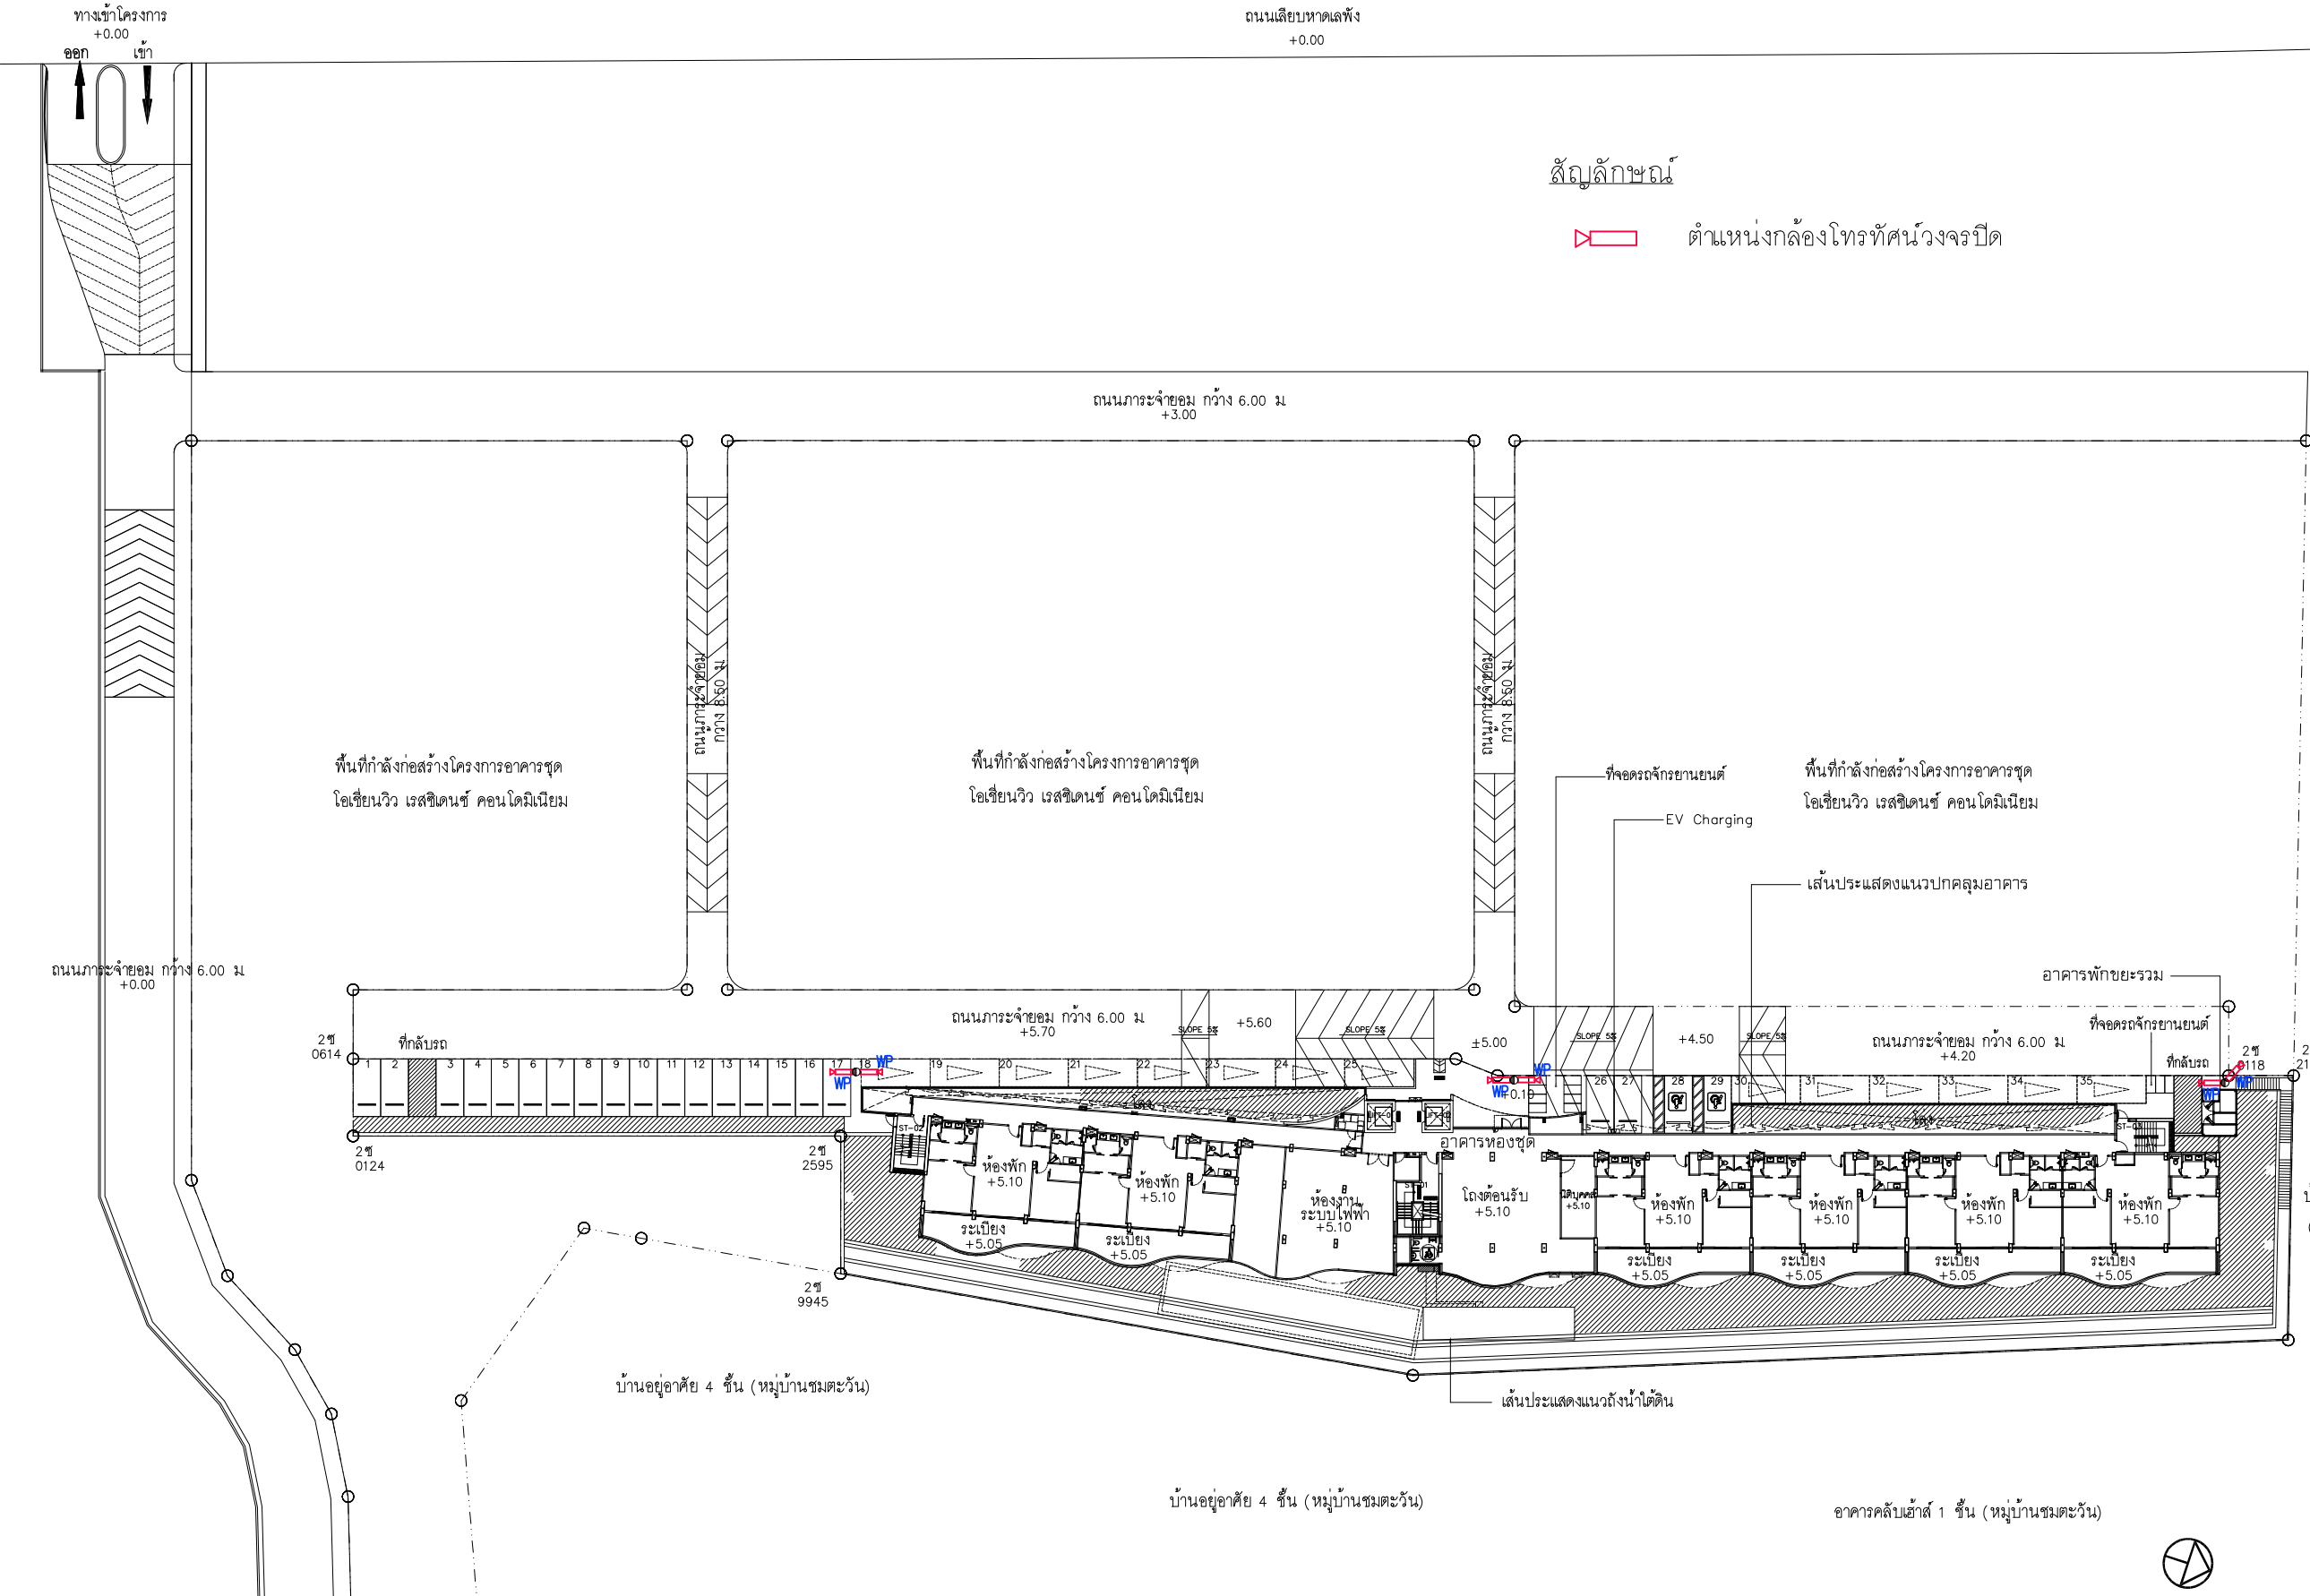 ทางเข้าโครงการ
+0.00
ออก
เข้า
ถนนเลียบหาดเลพัง
+0.00
สัญลักษณ์
ตำแหน่งกล้องโทรทัศน์วงจรปิด
ถนนภาระจำยอม กว้าง 6.00 ม.
+3.00
ถนนภาระจำยอม
กว้าง 8.50 ม.
ถนนภาระจำยอม
กว้าง 8.50 ม.
พื้นที่กำลังก่อสร้างโครงการอาคารชุด
โอเชี่ยนวิว เรสซิเดนซ์ คอนโดมิเนียม
พื้นที่กำลังก่อสร้างโครงการอาคารชุด
โอเชี่ยนวิว เรสซิเดนซ์ คอนโดมิเนียม
พื้นที่กำลังก่อสร้างโครงการอาคารชุด
โอเชี่ยนวิว เรสซิเดนซ์ คอนโดมิเนียม
ที่จอดรถจักรยานยนต์
EV Charging
เส้นประแสดงแนวปกคลุมอาคาร
อาคารพักขยะรวม
ที่จอดรถจักรยานยนต์
ถนนภาระจำยอม กว้าง 6.00 ม.
+0.00
ถนนภาระจำยอม กว้าง 6.00 ม.
+5.70
SLOPE 5%
+5.60
SLOPE 5%
±5.00
SLOPE 5%
+4.50
SLOPE 5%
ถนนภาระจำยอม กว้าง 6.00 ม.
+4.20
ที่กลับรถ
2ซ
0614
ที่กลับรถ
2ซ
0118
1 2 3 4 5 6 7 8 9 10 11 12 13 14 15 16 17 18 19 20 21 22 23 24 25
26 27 28 29 30 31 32 33 34 35
WP
WP
WP
WP
WP
WP
+0.10
2ซ
0124
2ซ
2595
2ซ
9945
ST-02
โถง
อาคารห้องชุด
โถง
ห้องพัก
+5.10
ห้องพัก
+5.10
ห้องงาน
ระบบไฟฟ้า
+5.10
ST-01
โถงต้อนรับ
+5.10
นิติบุคคล
+5.10
ห้องพัก
+5.10
ห้องพัก
+5.10
ห้องพัก
+5.10
ห้องพัก
+5.10
ระเบียง
+5.05
ระเบียง
+5.05
ระเบียง
+5.05
ระเบียง
+5.05
ระเบียง
+5.05
ระเบียง
+5.05
เส้นประแสดงแนวถังน้ำใต้ดิน
บ้านอยู่อาศัย 4 ชั้น (หมู่บ้านชมตะวัน)
บ้านอยู่อาศัย 4 ชั้น (หมู่บ้านชมตะวัน)
อาคารคลับเฮ้าส์ 1 ชั้น (หมู่บ้านชมตะวัน)